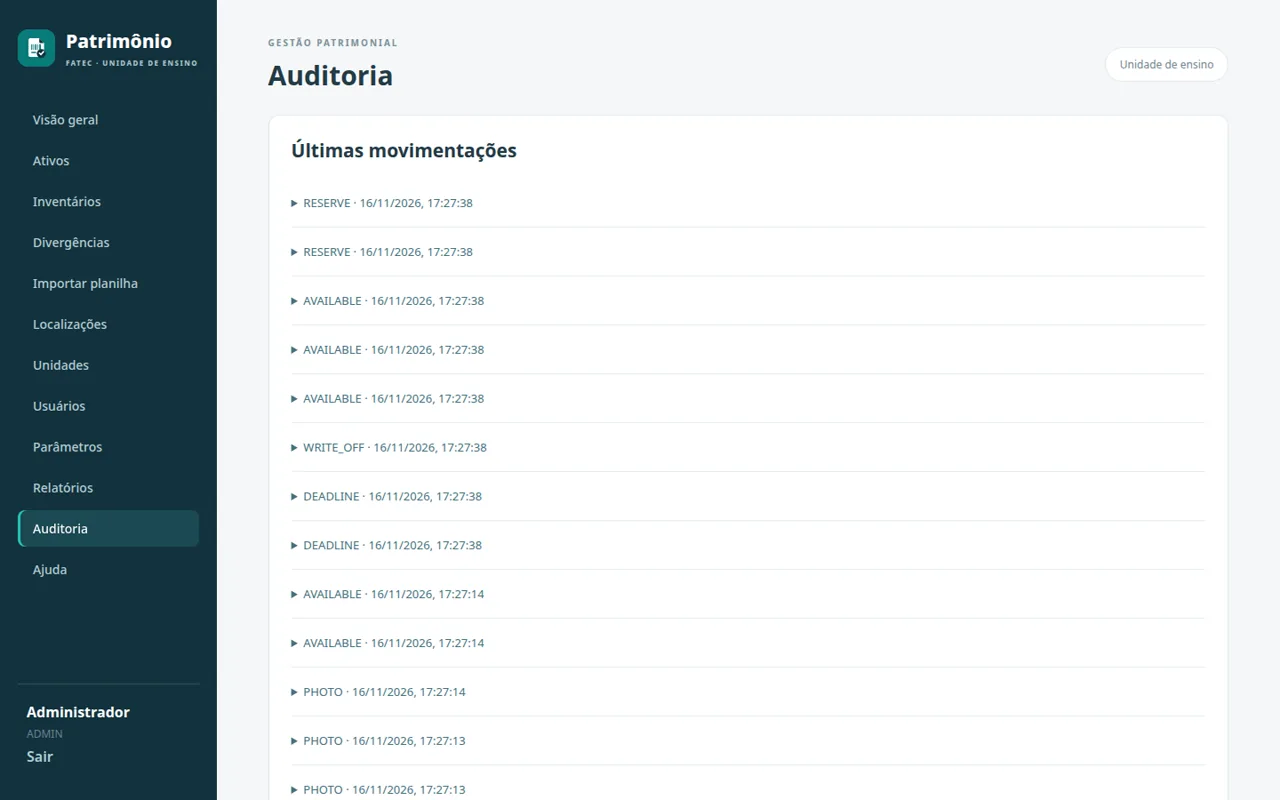 Patrimônio
FATEC · UNIDADE DE ENSINO
Visão geral
Ativos
Inventários
Divergências
Importar planilha
Localizações
Unidades
Usuários
Parâmetros
Relatórios
Auditoria
Ajuda
Administrador
ADMIN
Sair
GESTÃO PATRIMONIAL
Auditoria
Unidade de ensino
Últimas movimentações
RESERVE · 16/11/2026, 17:27:38
RESERVE · 16/11/2026, 17:27:38
AVAILABLE · 16/11/2026, 17:27:38
AVAILABLE · 16/11/2026, 17:27:38
AVAILABLE · 16/11/2026, 17:27:38
WRITE_OFF · 16/11/2026, 17:27:38
DEADLINE · 16/11/2026, 17:27:38
DEADLINE · 16/11/2026, 17:27:38
AVAILABLE · 16/11/2026, 17:27:14
AVAILABLE · 16/11/2026, 17:27:14
PHOTO · 16/11/2026, 17:27:14
PHOTO · 16/11/2026, 17:27:13
PHOTO · 16/11/2026, 17:27:13